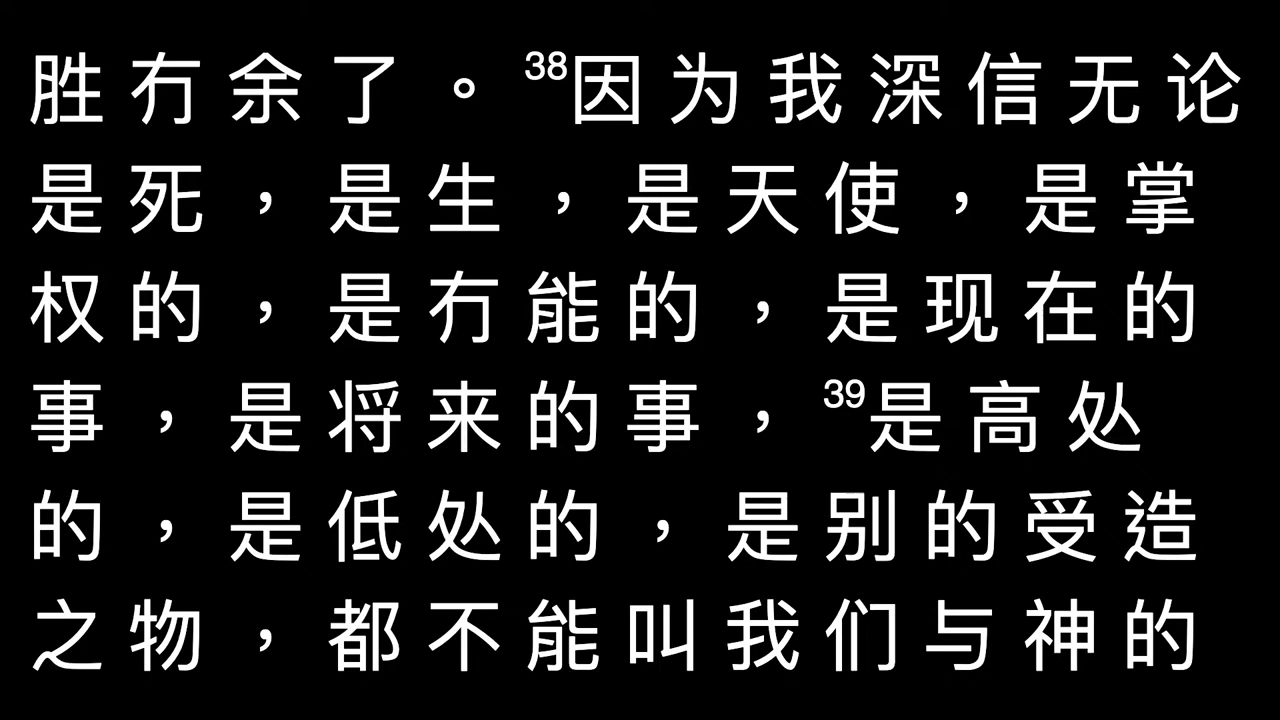 胜冇余了。38因为我深信无论
是死，是生，是天使，是掌
权的，是冇能的，是现在的
事，是将来的事，39是高处
的，是低处的，是别的受造
之物，都不能叫我们与神的